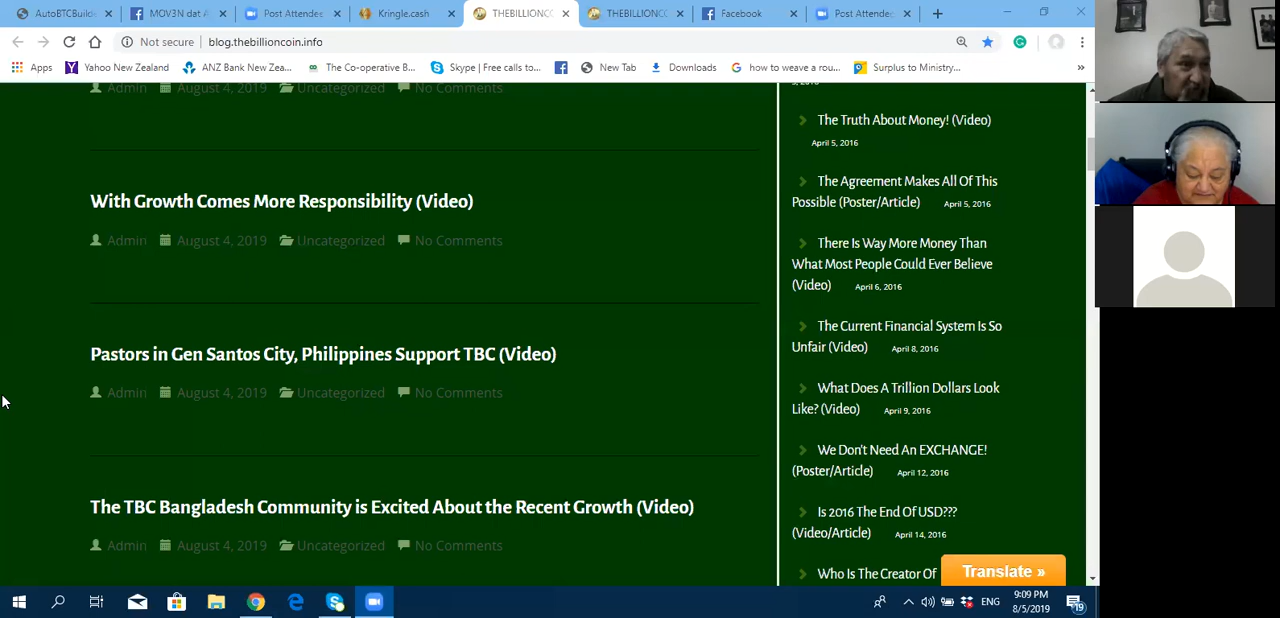 AutoBTCBuilde
MOV3N dat A
Post Attendee
Kringle.cash
THEBILLIONCO
THEBILLIONCO
Facebook
Post Attendee
Not secure
blog.thebillioncoin.info
Apps
Yahoo New Zealand
ANZ Bank New Zea...
The Co-operative B...
Skype | Free calls to...
New Tab
Downloads
how to weave a rou...
Surplus to Ministry...
»
Admin August 4, 2019 Uncategorized No Comments
With Growth Comes More Responsibility (Video)
Admin August 4, 2019 Uncategorized No Comments
Pastors in Gen Santos City, Philippines Support TBC (Video)
Admin August 4, 2019 Uncategorized No Comments
The TBC Bangladesh Community is Excited About the Recent Growth (Video)
Admin August 4, 2019 Uncategorized No Comments
The Truth About Money! (Video)
April 5, 2016
The Agreement Makes All Of This
Possible (Poster/Article) April 5, 2016
There Is Way More Money Than
What Most People Could Ever Believe
(Video) April 6, 2016
The Current Financial System Is So
Unfair (Video) April 8, 2016
What Does A Trillion Dollars Look
Like? (Video) April 9, 2016
We Don't Need An EXCHANGE!
(Poster/Article) April 12, 2016
Is 2016 The End Of USD???
(Video/Article) April 14, 2016
Who Is The Creator Of
Translate »
ENG
9:09 PM
8/5/2019
19